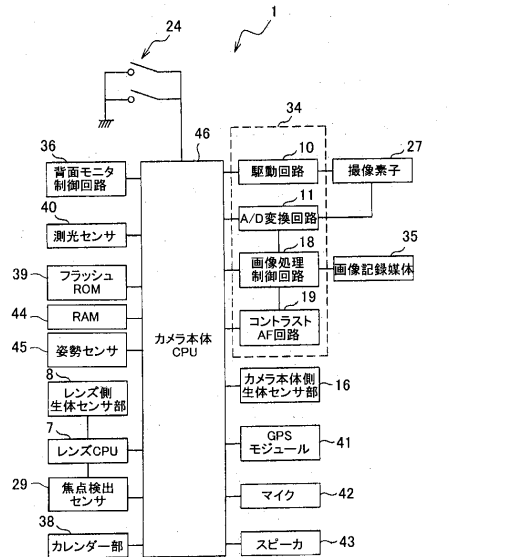 1
24
34
46
36
背面モニタ
制御回路
10
駆動回路
27
撮像素子
40
測光センサ
11
A/D変換回路
18
画像処理
制御回路
35
画像記録媒体
39
フラッシュ
ROM
19
コントラスト
AF回路
44
RAM
カメラ本体
CPU
45
姿勢センサ
8
レンズ側
生体センサ部
カメラ本体側
生体センサ部
16
7
レンズCPU
GPS
モジュール
41
29
焦点検出
センサ
マイク
42
38
カレンダー部
スピーカ
43